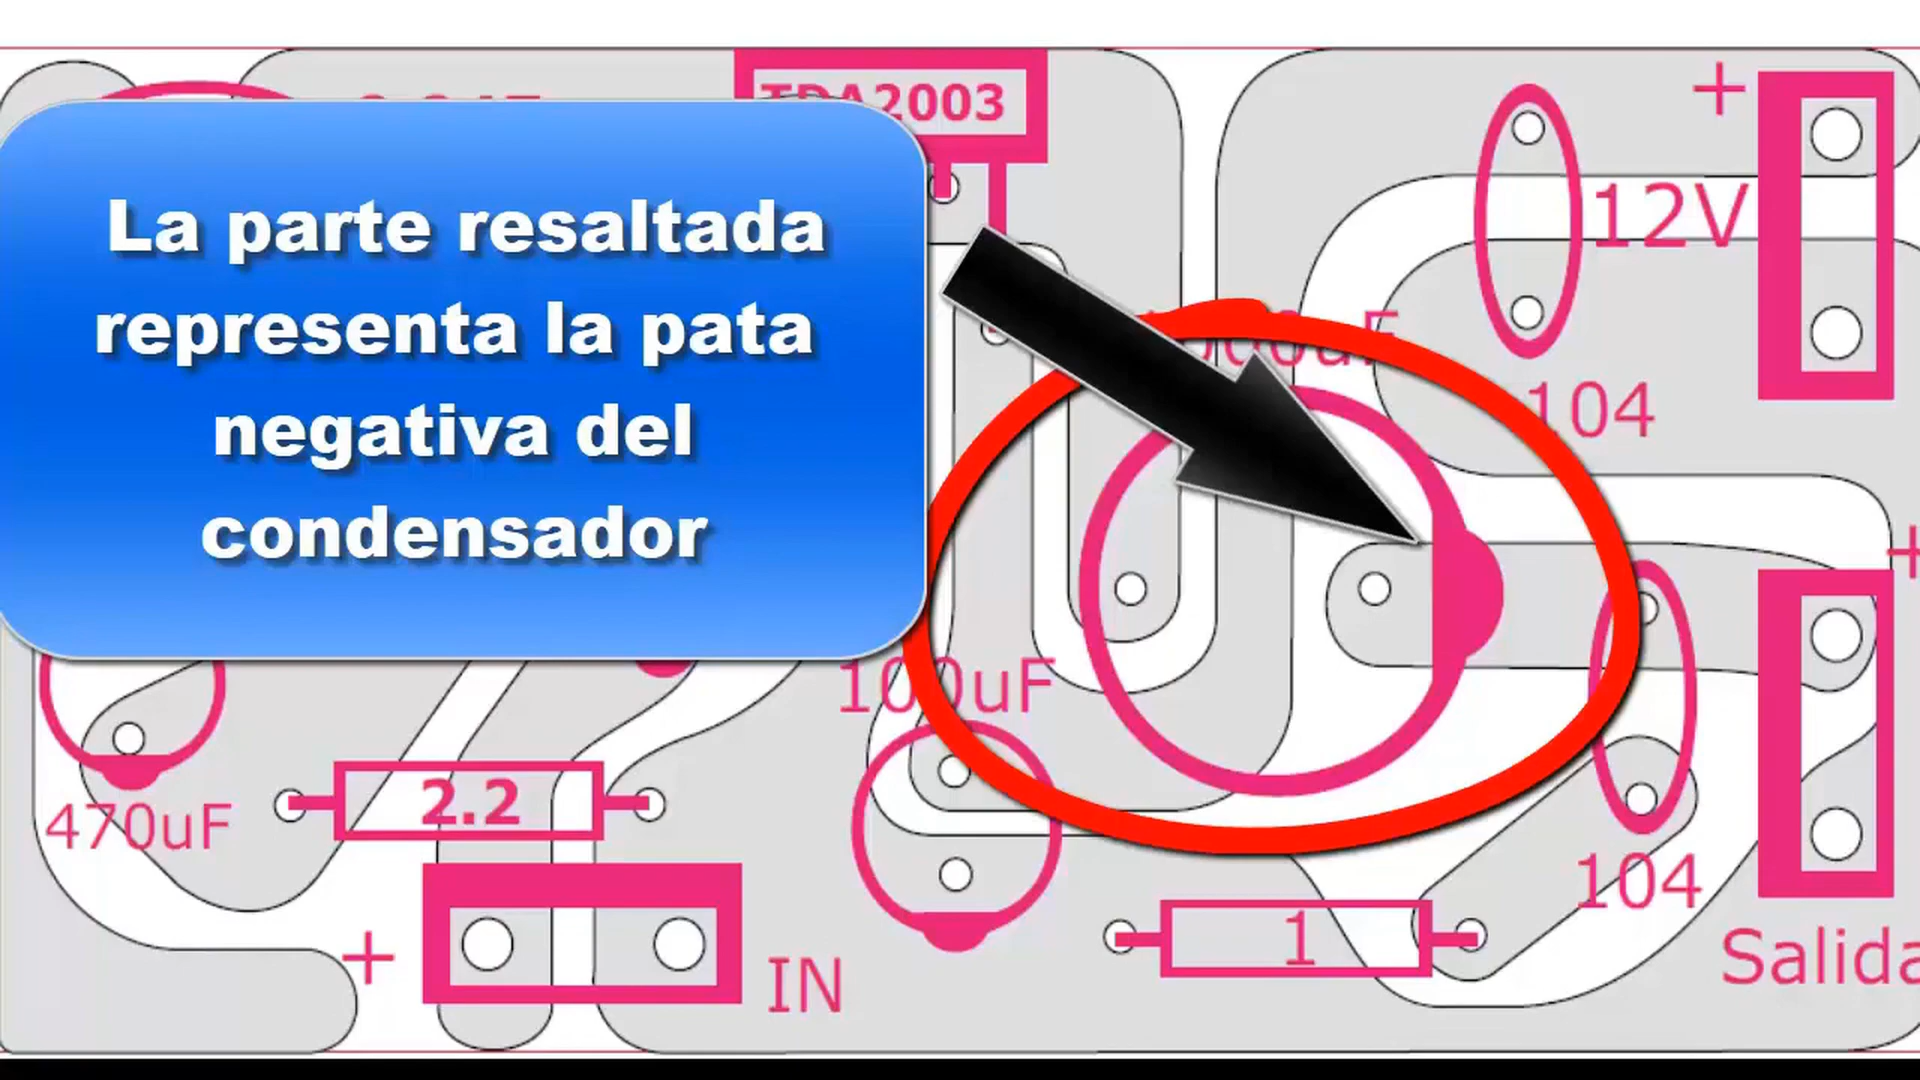 TDA2003
+
12V
La parte resaltada
representa la pata
negativa del
condensador
104
+
100uF
470uF
2.2
104
+
IN
1
Salida